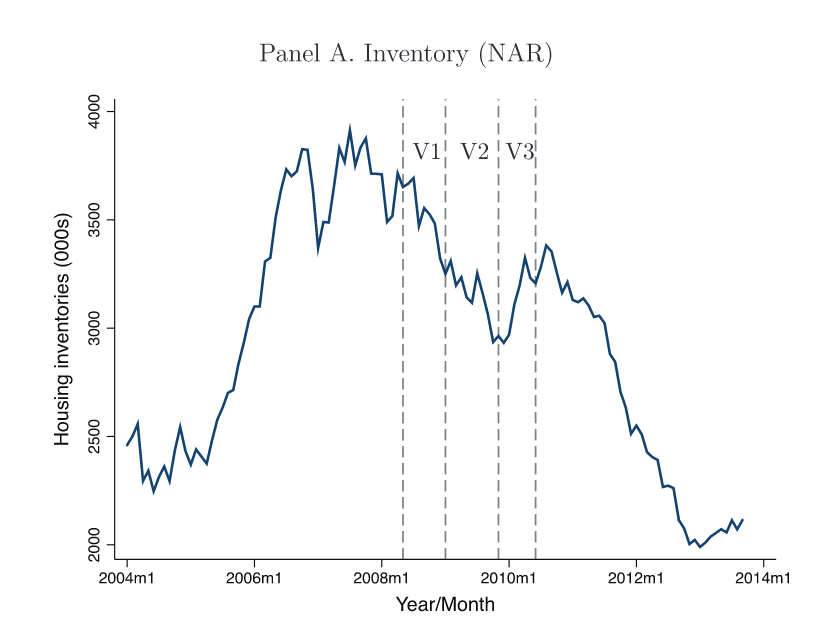 Panel A. Inventory (NAR)
4000
3500
3000
2500
2000
Housing inventories (000s)
V1 V2 V3
2004m1 2006m1 2008m1 2010m1 2012m1 2014m1
Year/Month